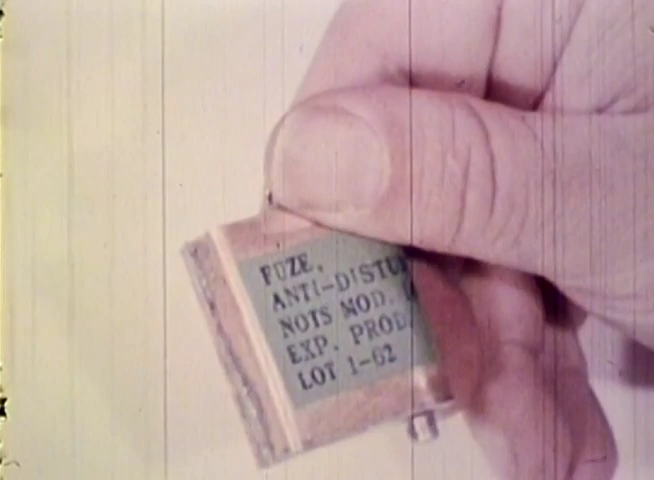 FUZE,
ANTI-DISTU
NOTS MOD.
EXP. PROD.
LOT 1-62